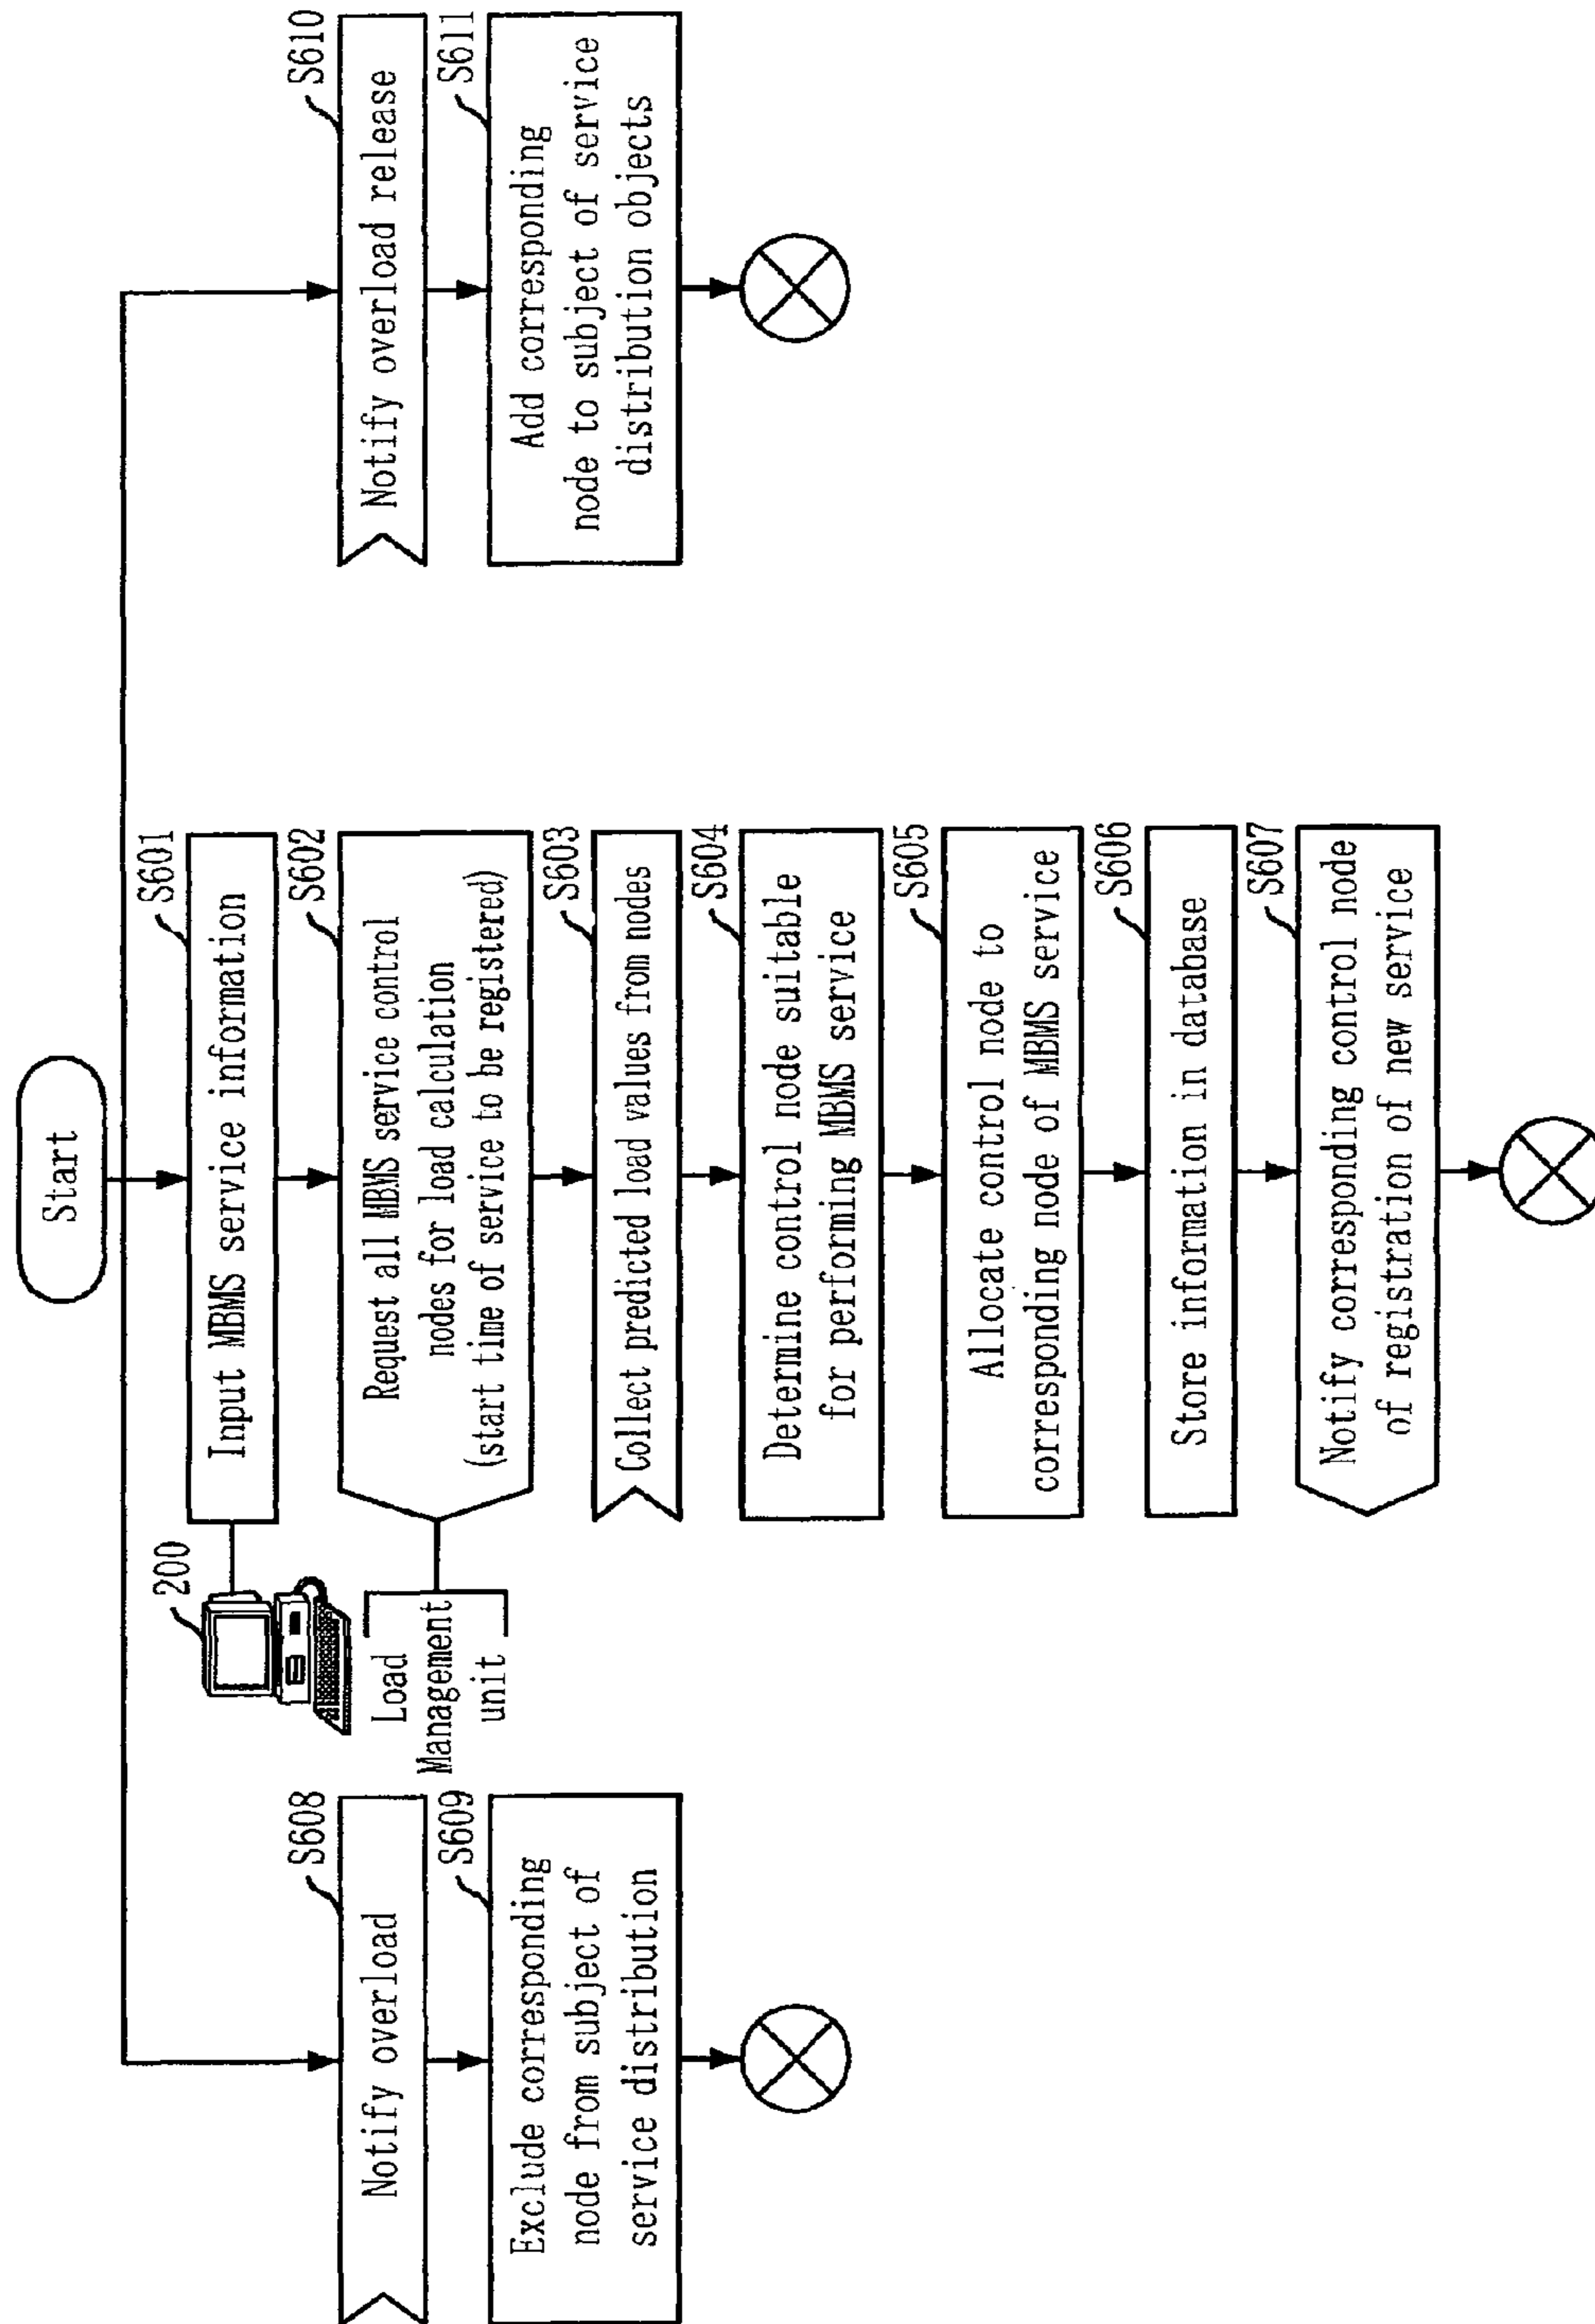 Start
S608
Notify overload
S609
Exclude corresponding
node from subject of
service distribution
200
Load
Management
unit
S601
Input MBMS service information
S602
Request all MBMS service control
nodes for load calculation
(start time of service to be registered)
S603
Collect predicted load values from nodes
S604
Determine control node suitable
for performing MBMS service
S605
Allocate control node to
corresponding node of MBMS service
S606
Store information in database
S607
Notify corresponding control node
of registration of new service
S610
Notify overload release
S611
Add corresponding
node to subject of service
distribution objects